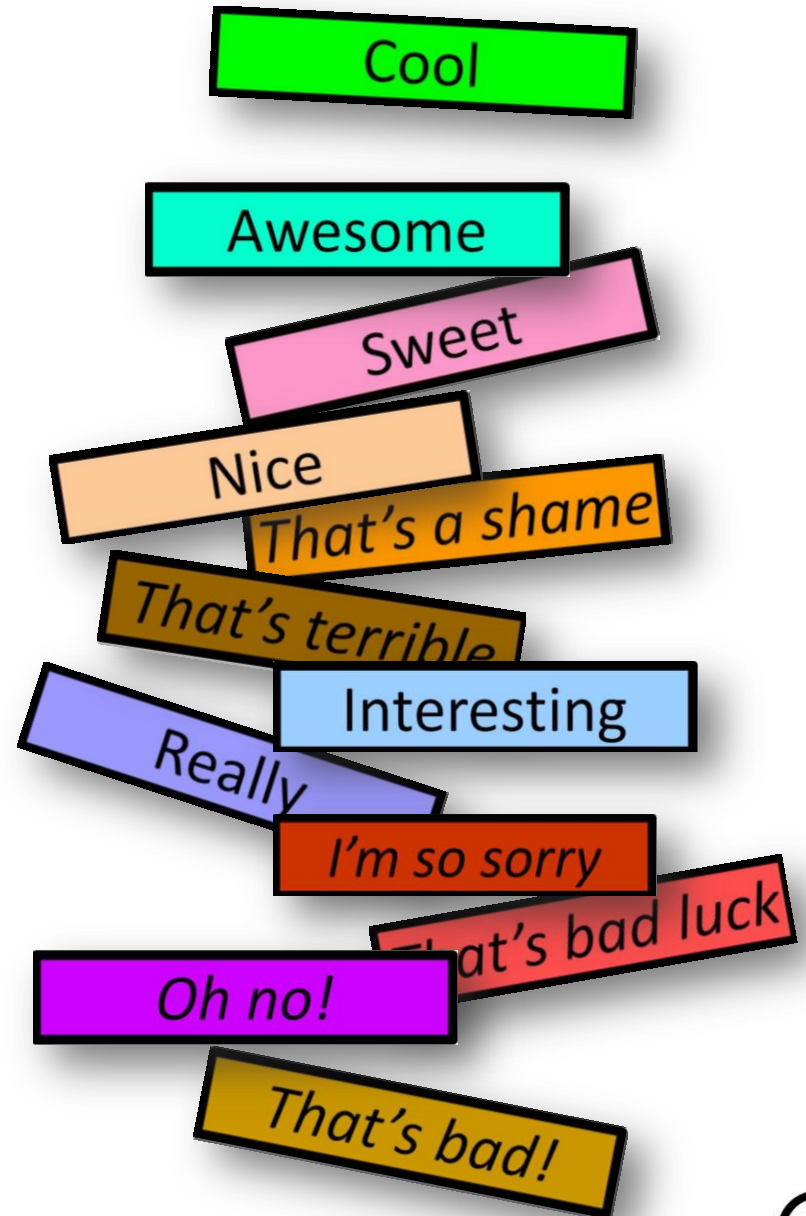 Cool
Awesome
Sweet
Nice
That's a shame
That's terrible
Interesting
Really
I'm so sorry
That's bad luck
Oh no!
That's bad!